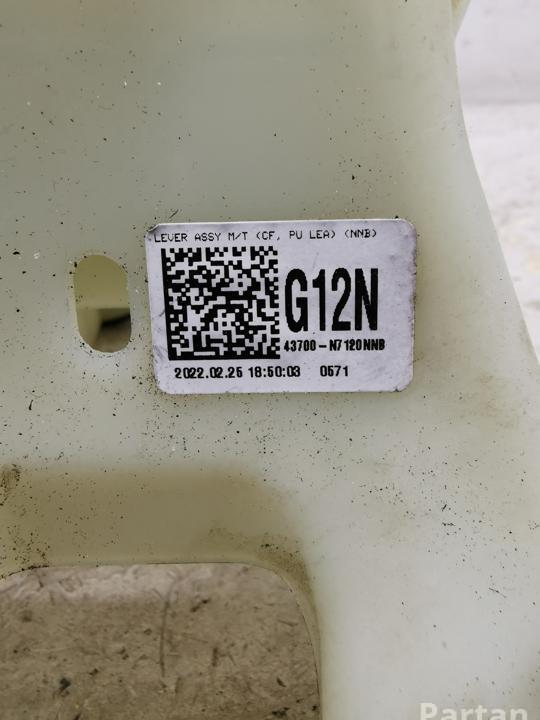 LEVER ASSY M/T (CF, PU LEA) (NNB)
G12N
43700-N7120NNB
2022.02.25 18:50:03 0571
Partan